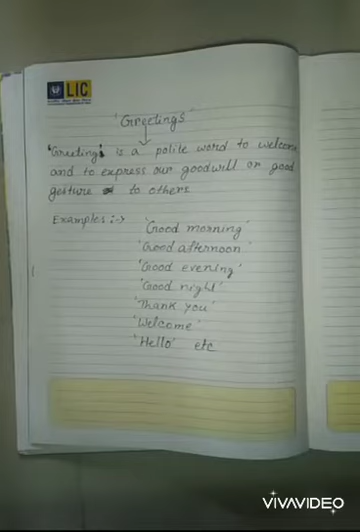 LIC
'Greetings'
'Greeting' is a polite word to welcome
and to express our goodwill or good
gesture to others
Examples :->
'Good morning'
'Good afternoon'
'Good evening'
'Good night'
'Thank you'
'Welcome'
'Hello' etc
VIVAVIDEO